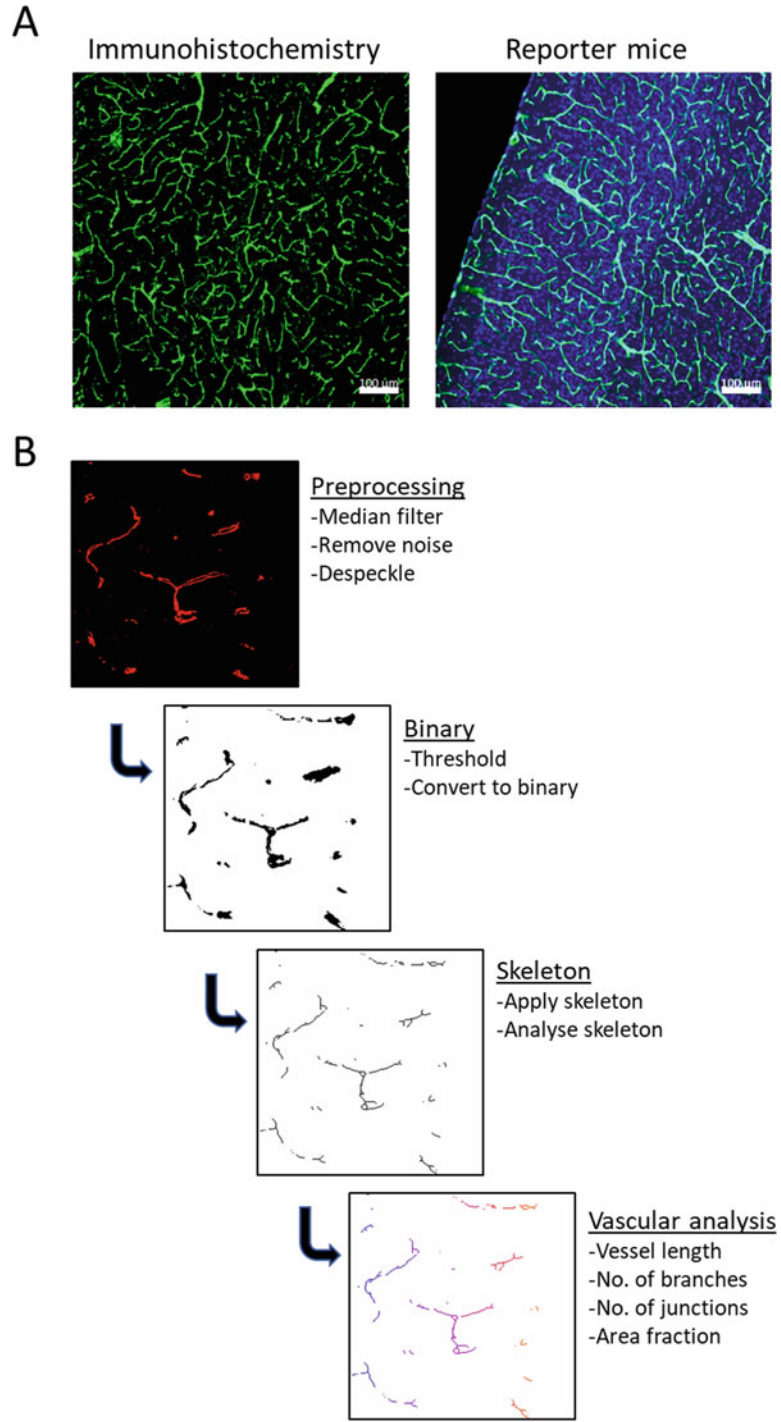 A
Immunohistochemistry
Reporter mice
100 µm
100 µm
B
Preprocessing
-Median filter
-Remove noise
-Despeckle
Binary
-Threshold
-Convert to binary
Skeleton
-Apply skeleton
-Analyse skeleton
Vascular analysis
-Vessel length
-No. of branches
-No. of junctions
-Area fraction